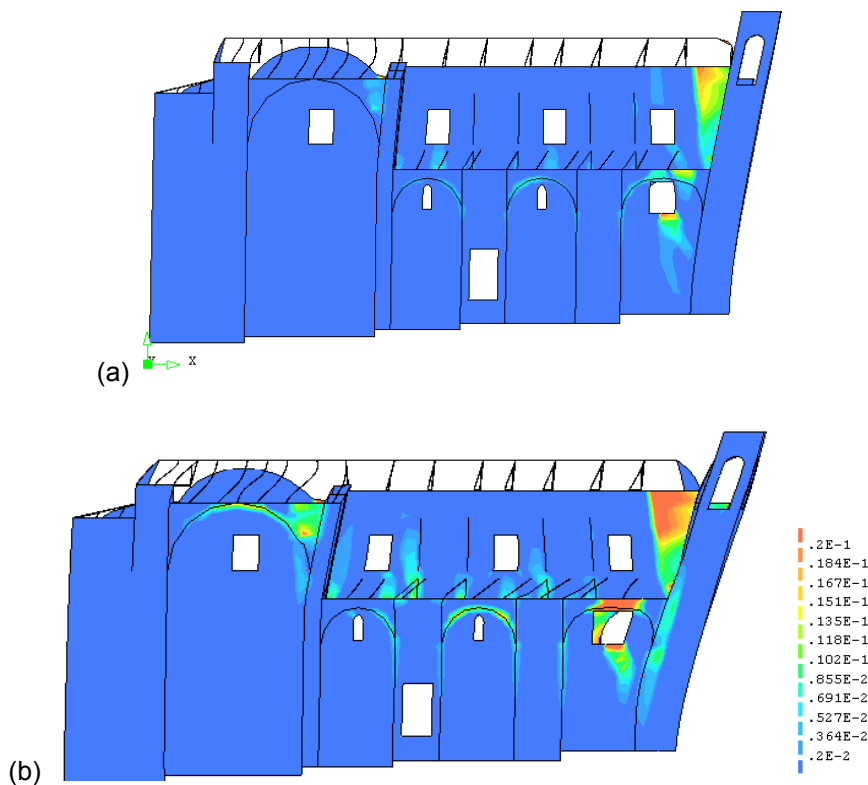 (a)
Y X
(b)
.2E-1
.184E-1
.167E-1
.151E-1
.135E-1
.118E-1
.102E-1
.855E-2
.691E-2
.527E-2
.364E-2
.2E-2